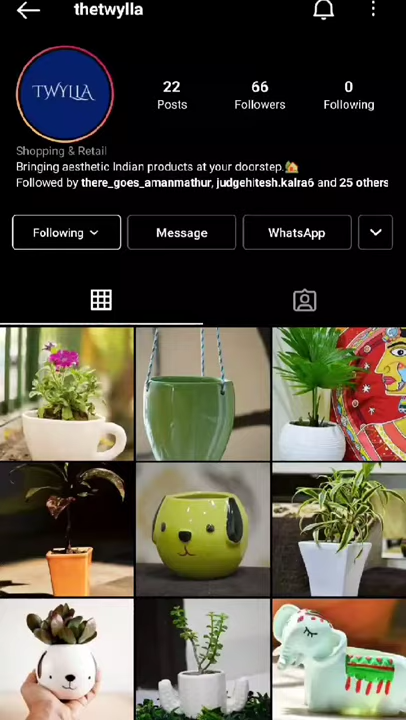 thetwylla
TWYLLA
22
Posts
66
Followers
0
Following
Shopping & Retail
Bringing aesthetic Indian products at your doorstep.🏡
Followed by there_goes_amanmathur, judgehitesh.kalra6 and 25 others
Following
Message
WhatsApp